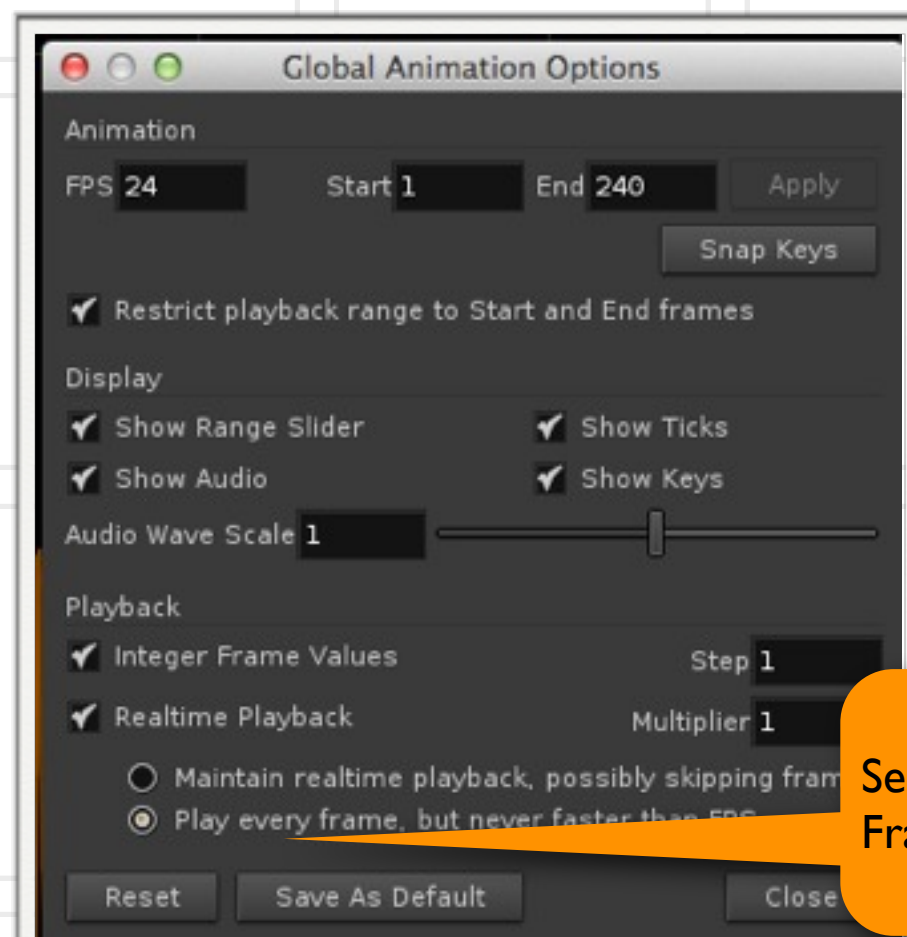 Global Animation Options
Animation
FPS 24 Start 1 End 240 Apply
Snap Keys
Restrict playback range to Start and End frames
Display
Show Range Slider Show Ticks
Show Audio Show Keys
Audio Wave Scale 1
Playback
Integer Frame Values Step 1
Realtime Playback Multiplier 1
Maintain realtime playback, possibly skipping
Play every frame, but never faster than FPS
Reset Save As Default Close